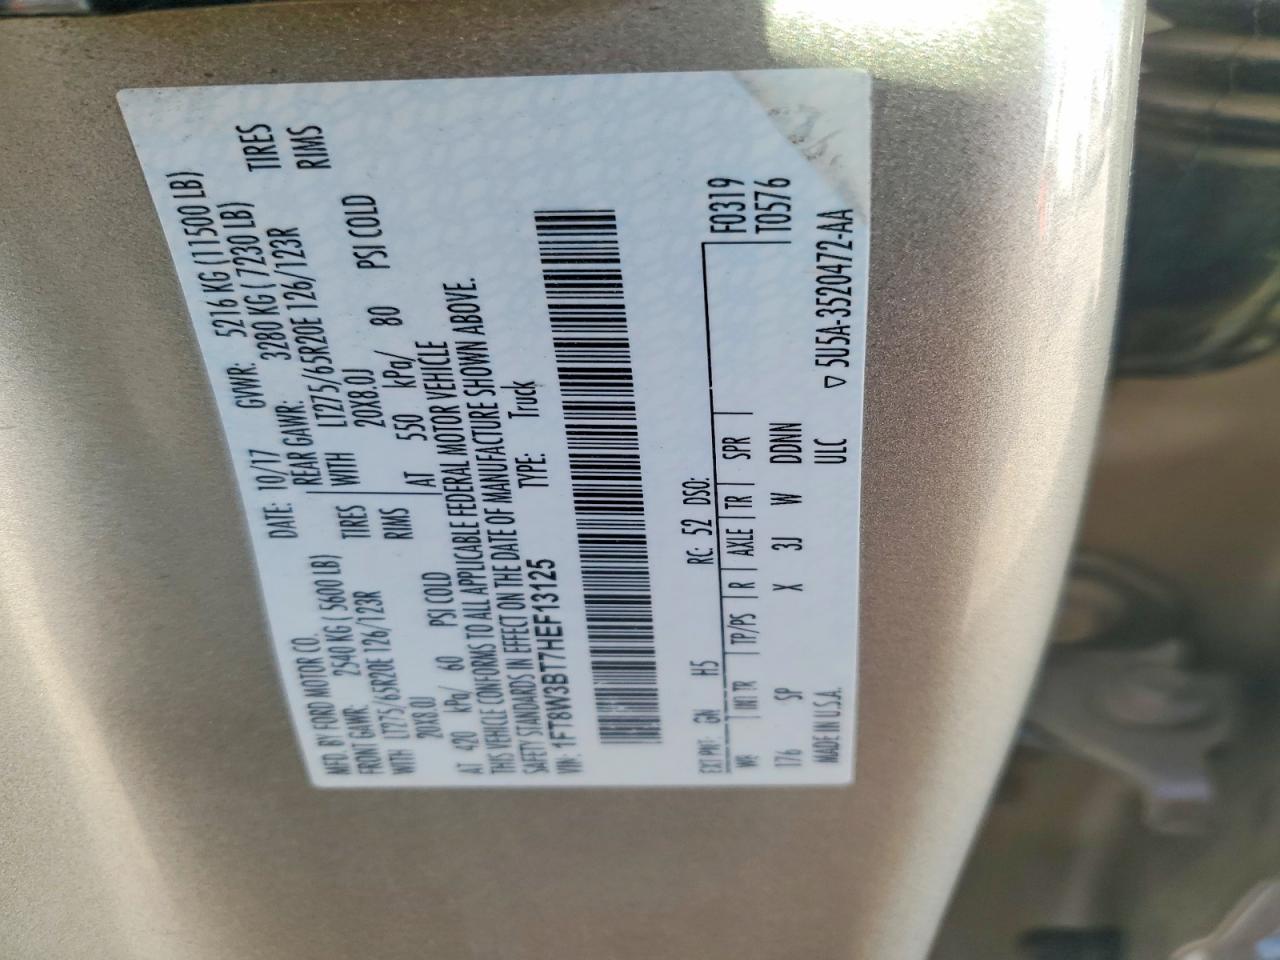 MFD. BY FORD MOTOR CO.
DATE: 10/17 GVWR: 5216 KG (11500 LB)
FRONT GAWR: 2540 KG ( 5600 LB) REAR GAWR: 3280 KG ( 7230 LB)
WITH LT275/65R20E 126/123R TIRES WITH LT275/65R20E 126/123R TIRES
20X8.0J RIMS 20X8.0J RIMS
AT 420 kPa/ 60 PSI COLD AT 550 kPa/ 80 PSI COLD
THIS VEHICLE CONFORMS TO ALL APPLICABLE FEDERAL MOTOR VEHICLE
SAFETY STANDARDS IN EFFECT ON THE DATE OF MANUFACTURE SHOWN ABOVE.
VIN: 1FT8W3BT7HEF13125 TYPE: Truck
EXT PNT: GN H5 RC: 52 DSO: F0319
WB INT TR TP/PS R AXLE TR SPR T0576
176 SP X 3J W DDNN
MADE IN U.S.A. ULC ▽ 5U5A-3520472-AA